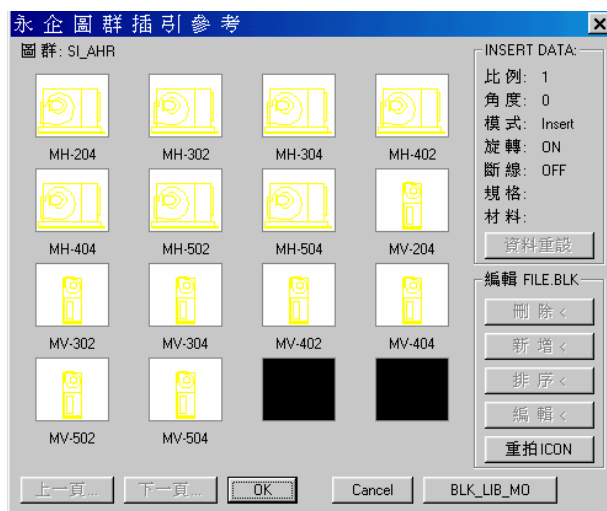 永企圖群插引參考
圖群: SI_AHR
MH-204 MH-302 MH-304 MH-402
MH-404 MH-502 MH-504 MV-204
MV-302 MV-304 MV-402 MV-404
MV-502 MV-504
上一頁... 下一頁... OK Cancel BLK_LIB_MO
INSERT DATA:
比例: 1
角度: 0
模式: Insert
旋轉: ON
斷線: OFF
規格:
材料:
資料重設
編輯 FILE.BLK
刪 除 <
新 增 <
排 序 <
編 輯 <
重拍ICON